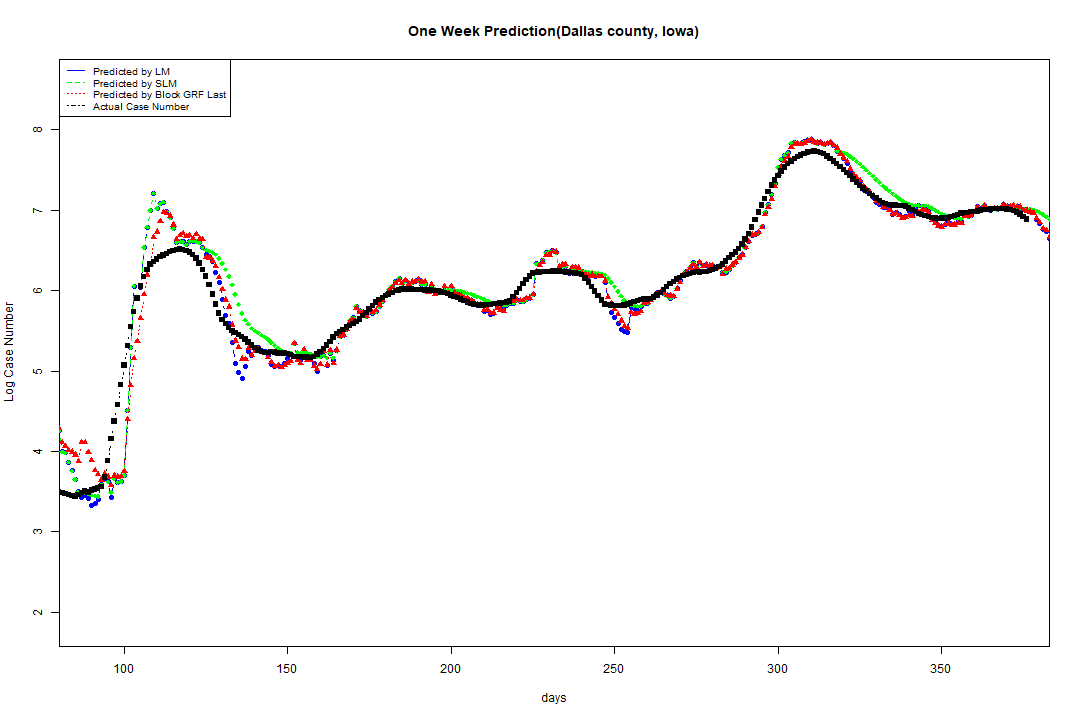 One Week Prediction(Dallas county, Iowa)
Predicted by LM
Predicted by SLM
Predicted by Block GRF Last
Actual Case Number
8
7
6
5
4
3
2
Log Case Number
100 150 200 250 300 350
days